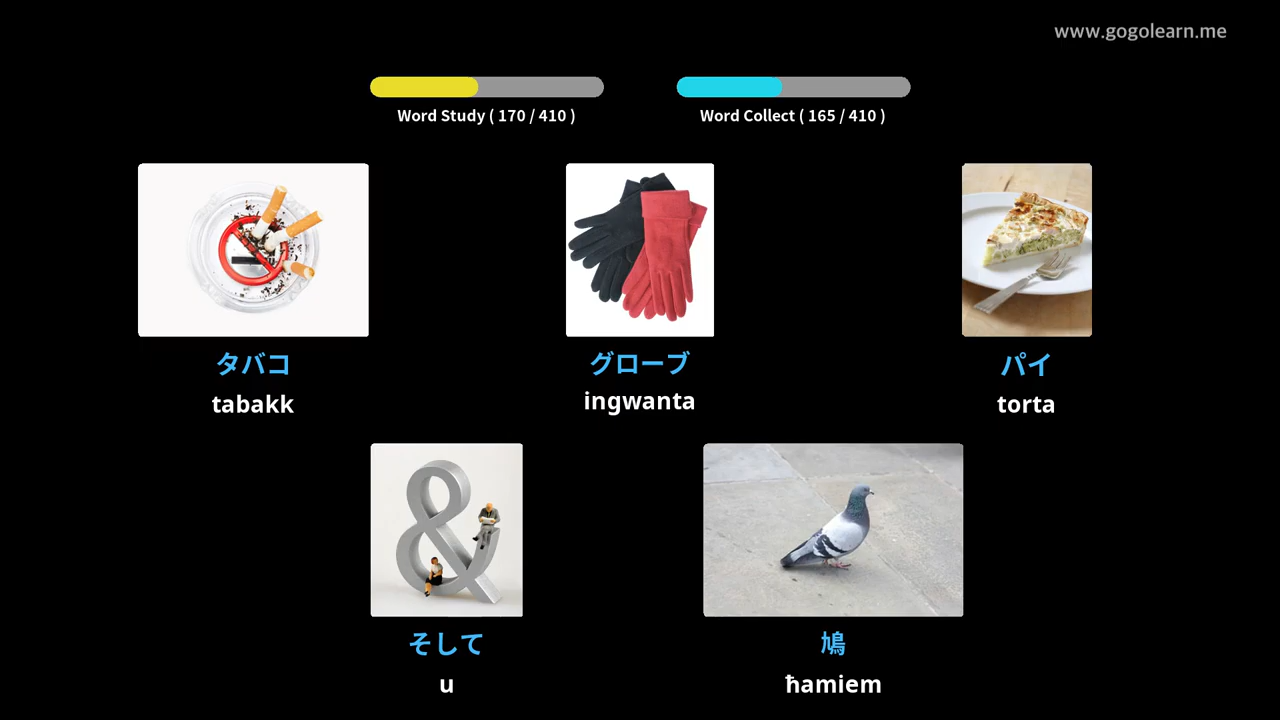 www.gogolearn.me
Word Study ( 170 / 410 )
Word Collect ( 165 / 410 )
タバコ
tabakk
グローブ
ingwanta
パイ
torta
そして
u
鳩
ħamiem